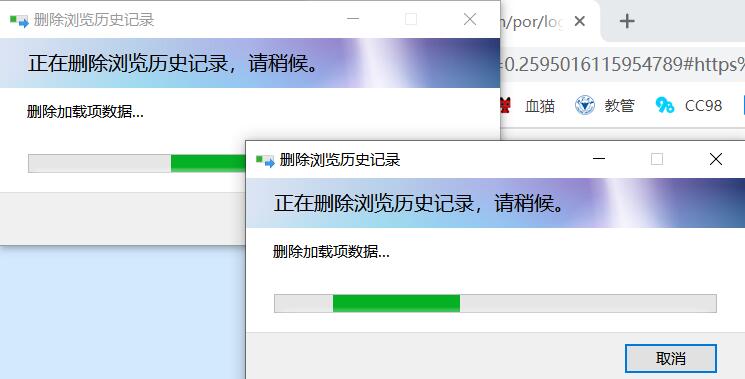 删除浏览历史记录
正在删除浏览历史记录，请稍候。
删除加载项数据...
n/por/log
=0.2595016115954789#https%
血猫
教管
CC98
删除浏览历史记录
正在删除浏览历史记录，请稍候。
删除加载项数据...
取消